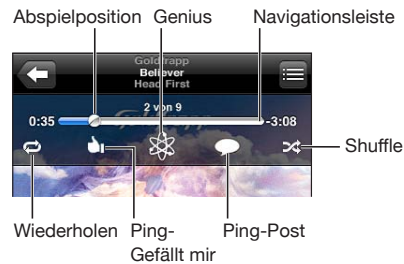 Abspielposition Genius Navigationsleiste
Goldfrapp
Believer
Head First
2 von 9
0:35 -3:08
Goldfrapp
Shuffle
Wiederholen Ping-Gefällt mir Ping-Post